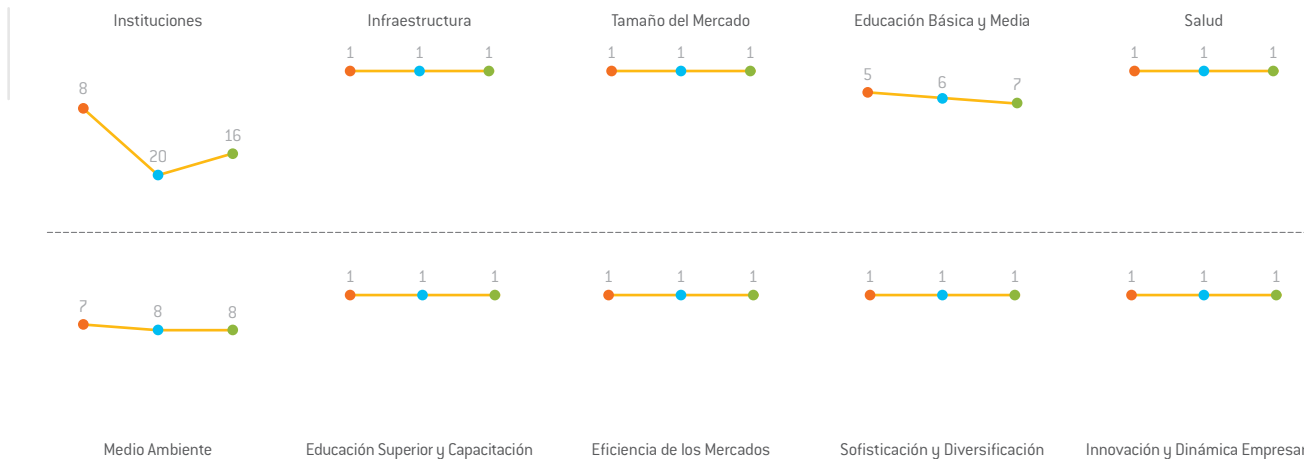 Instituciones
Infraestructura
Tamaño del Mercado
Educación Básica y Media
Salud
8
20
16
1 1 1
1 1 1
5 6 7
1 1 1
7 8 8
1 1 1
1 1 1
1 1 1
1 1 1
Medio Ambiente
Educación Superior y Capacitación
Eficiencia de los Mercados
Sofisticación y Diversificación
Innovación y Dinámica Empresar